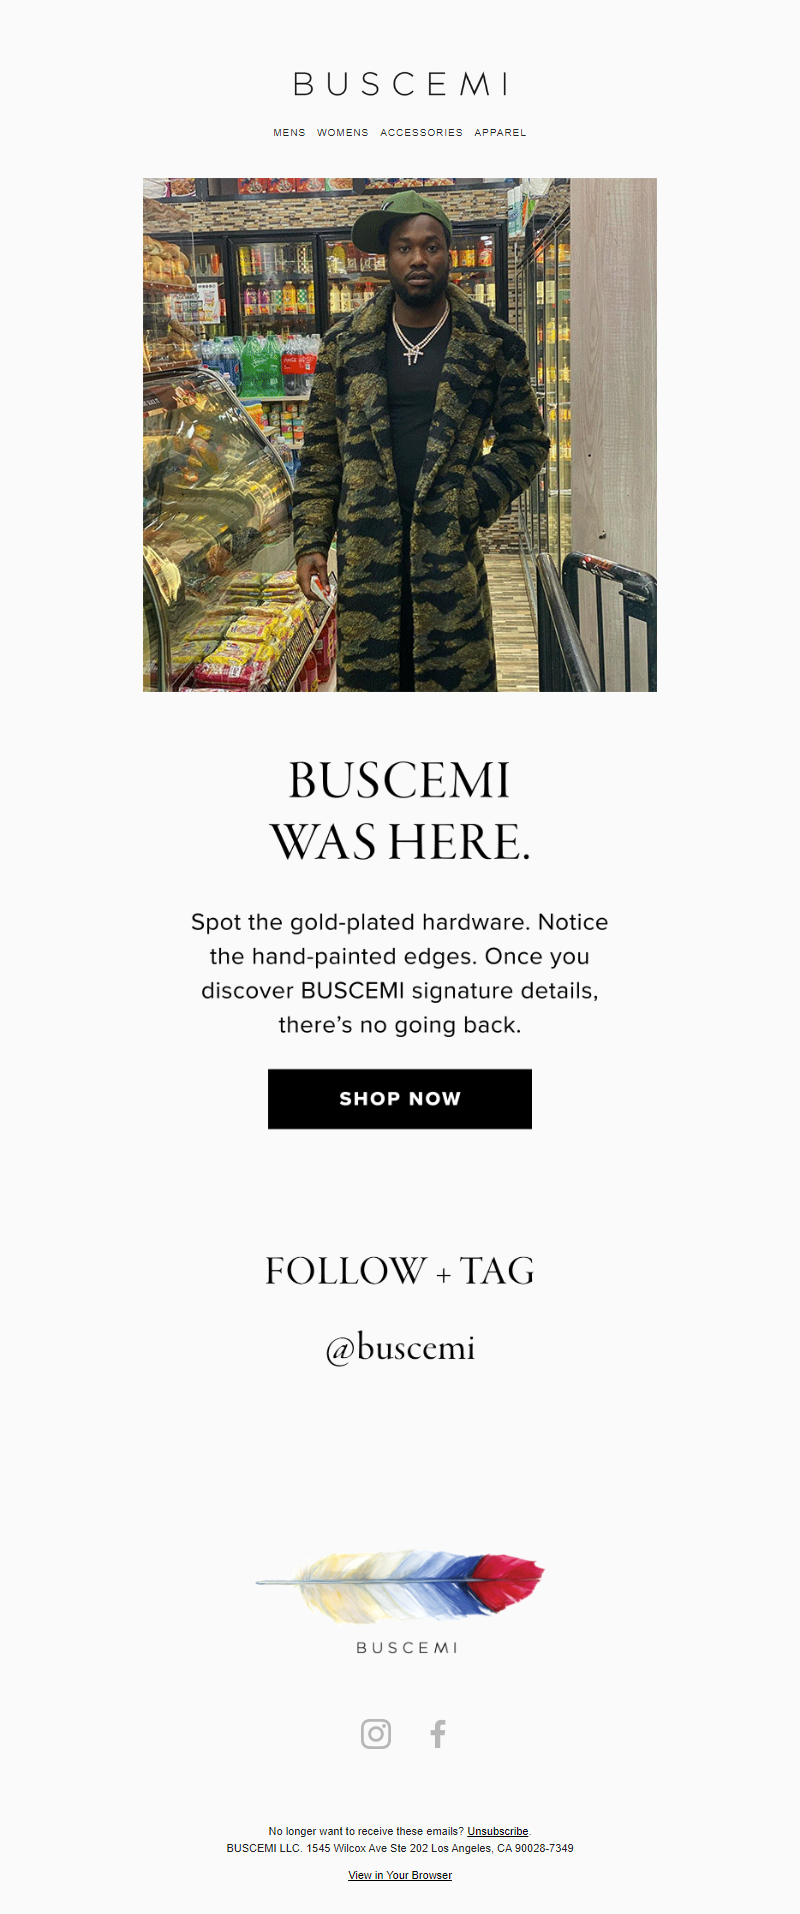 BUSCEMI
MENS WOMENS ACCESSORIES APPAREL
BUSCEMI
WAS HERE.
Spot the gold-plated hardware. Notice
the hand-painted edges. Once you
discover BUSCEMI signature details,
there’s no going back.
SHOP NOW
FOLLOW + TAG
@buscemi
BUSCEMI
No longer want to receive these emails? Unsubscribe.
BUSCEMI LLC. 1545 Wilcox Ave Ste 202 Los Angeles, CA 90028-7349
View in Your Browser